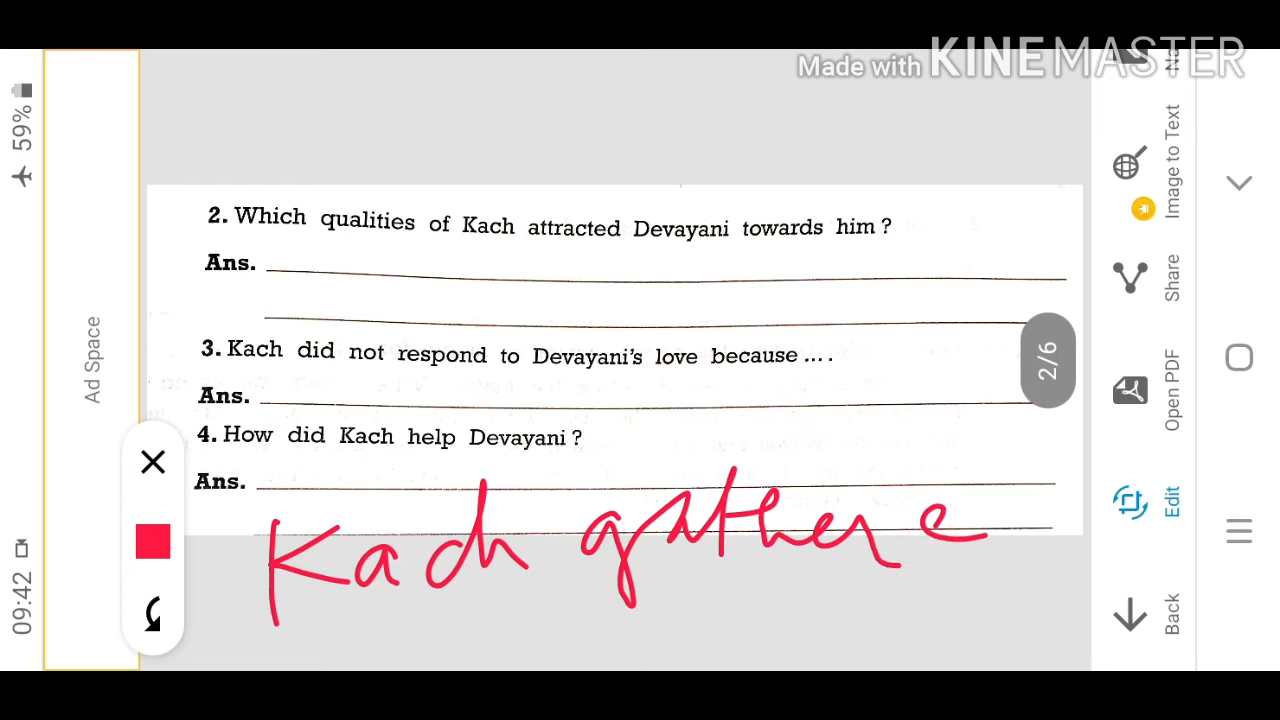 Made with KINEMASTER
59%
09:42
Ad Space
2. Which qualities of Kach attracted Devayani towards him ?
Ans.
3. Kach did not respond to Devayani's love because ....
Ans.
4. How did Kach help Devayani ?
Ans.
Kach gathere
2/6
Image to Text
Share
Open PDF
Edit
Back